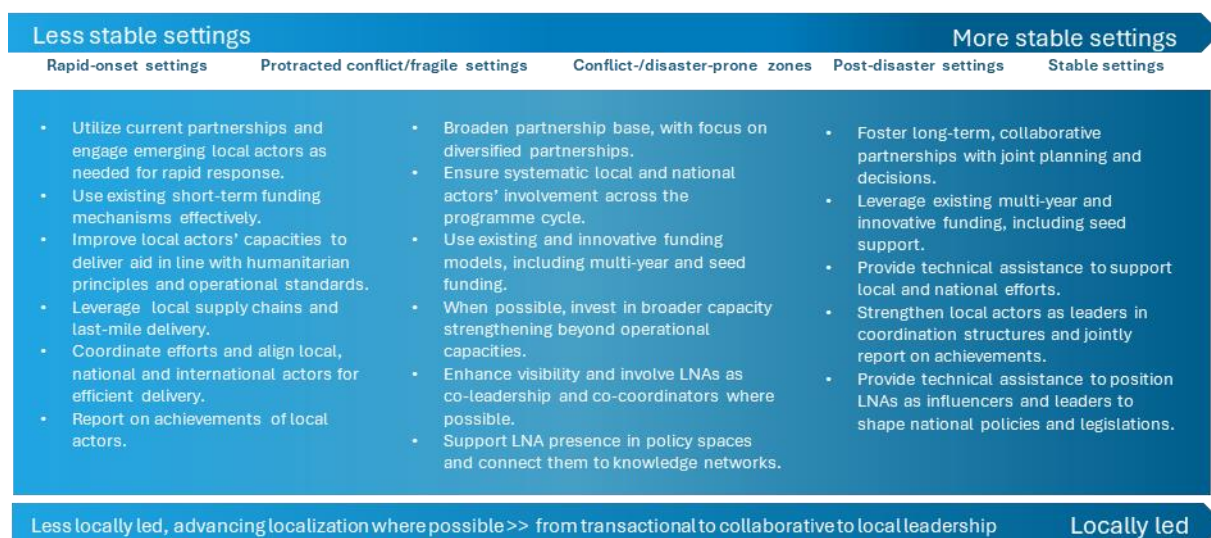 Less stable settings
More stable settings
Rapid-onset settings
Protracted conflict/fragile settings
Conflict-/disaster-prone zones
Post-disaster settings
Stable settings
• Utilize current partnerships and
engage emerging local actors as
needed for rapid response.
• Use existing short-term funding
mechanisms effectively.
• Improve local actors' capacities to
deliver aid in line with humanitarian
principles and operational standards.
• Leverage local supply chains and
last-mile delivery.
• Coordinate efforts and align local,
national and international actors for
efficient delivery.
• Report on achievements of local
actors.
• Broaden partnership base, with focus on
diversified partnerships.
• Ensure systematic local and national
actors' involvement across the
programme cycle.
• Use existing and innovative funding
models, including multi-year and seed
funding.
• When possible, invest in broader capacity
strengthening beyond operational
capacities.
• Enhance visibility and involve LNAs as
co-leadership and co-coordinators where
possible.
• Support LNA presence in policy spaces
and connect them to knowledge networks.
• Foster long-term, collaborative
partnerships with joint planning and
decisions.
• Leverage existing multi-year and
innovative funding, including seed
support.
• Provide technical assistance to support
local and national efforts.
• Strengthen local actors as leaders in
coordination structures and jointly
report on achievements.
• Provide technical assistance to position
LNAs as influencers and leaders to
shape national policies and legislations.
Less locally led, advancing localization where possible >> from transactional to collaborative to local leadership
Locally led